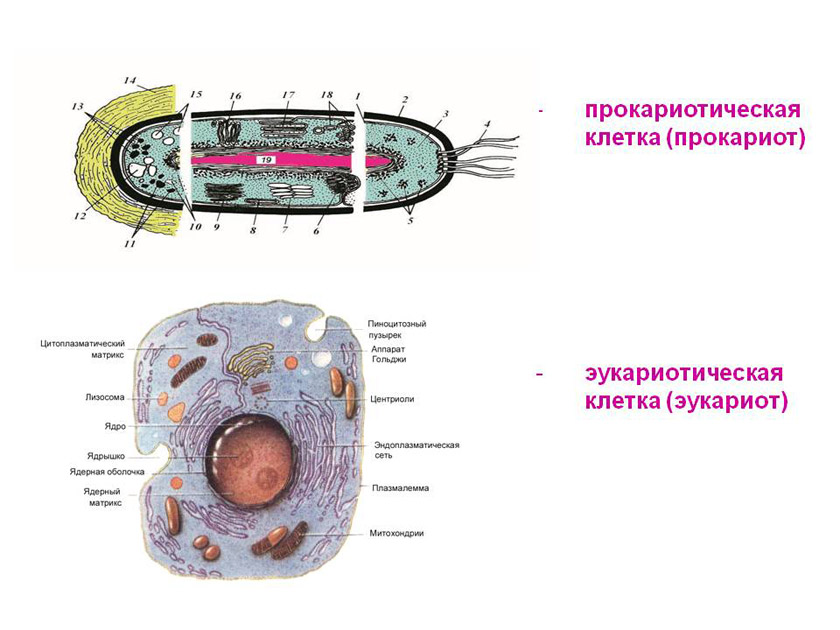 14
13
15
16
17
18
1
2
3
4
19
12
11
10
9
8
7
6
5
- прокариотическая
клетка (прокариот)
Цитоплазматический
матрикс
Лизосома
Ядро
Ядрышко
Ядерная оболочка
Ядерный
матрикс
Пиноцитозный
пузырек
Аппарат
Гольджи
Центриоли
Эндоплазматическая
сеть
Плазмалемма
Митохондрии
- эукариотическая
клетка (эукариот)